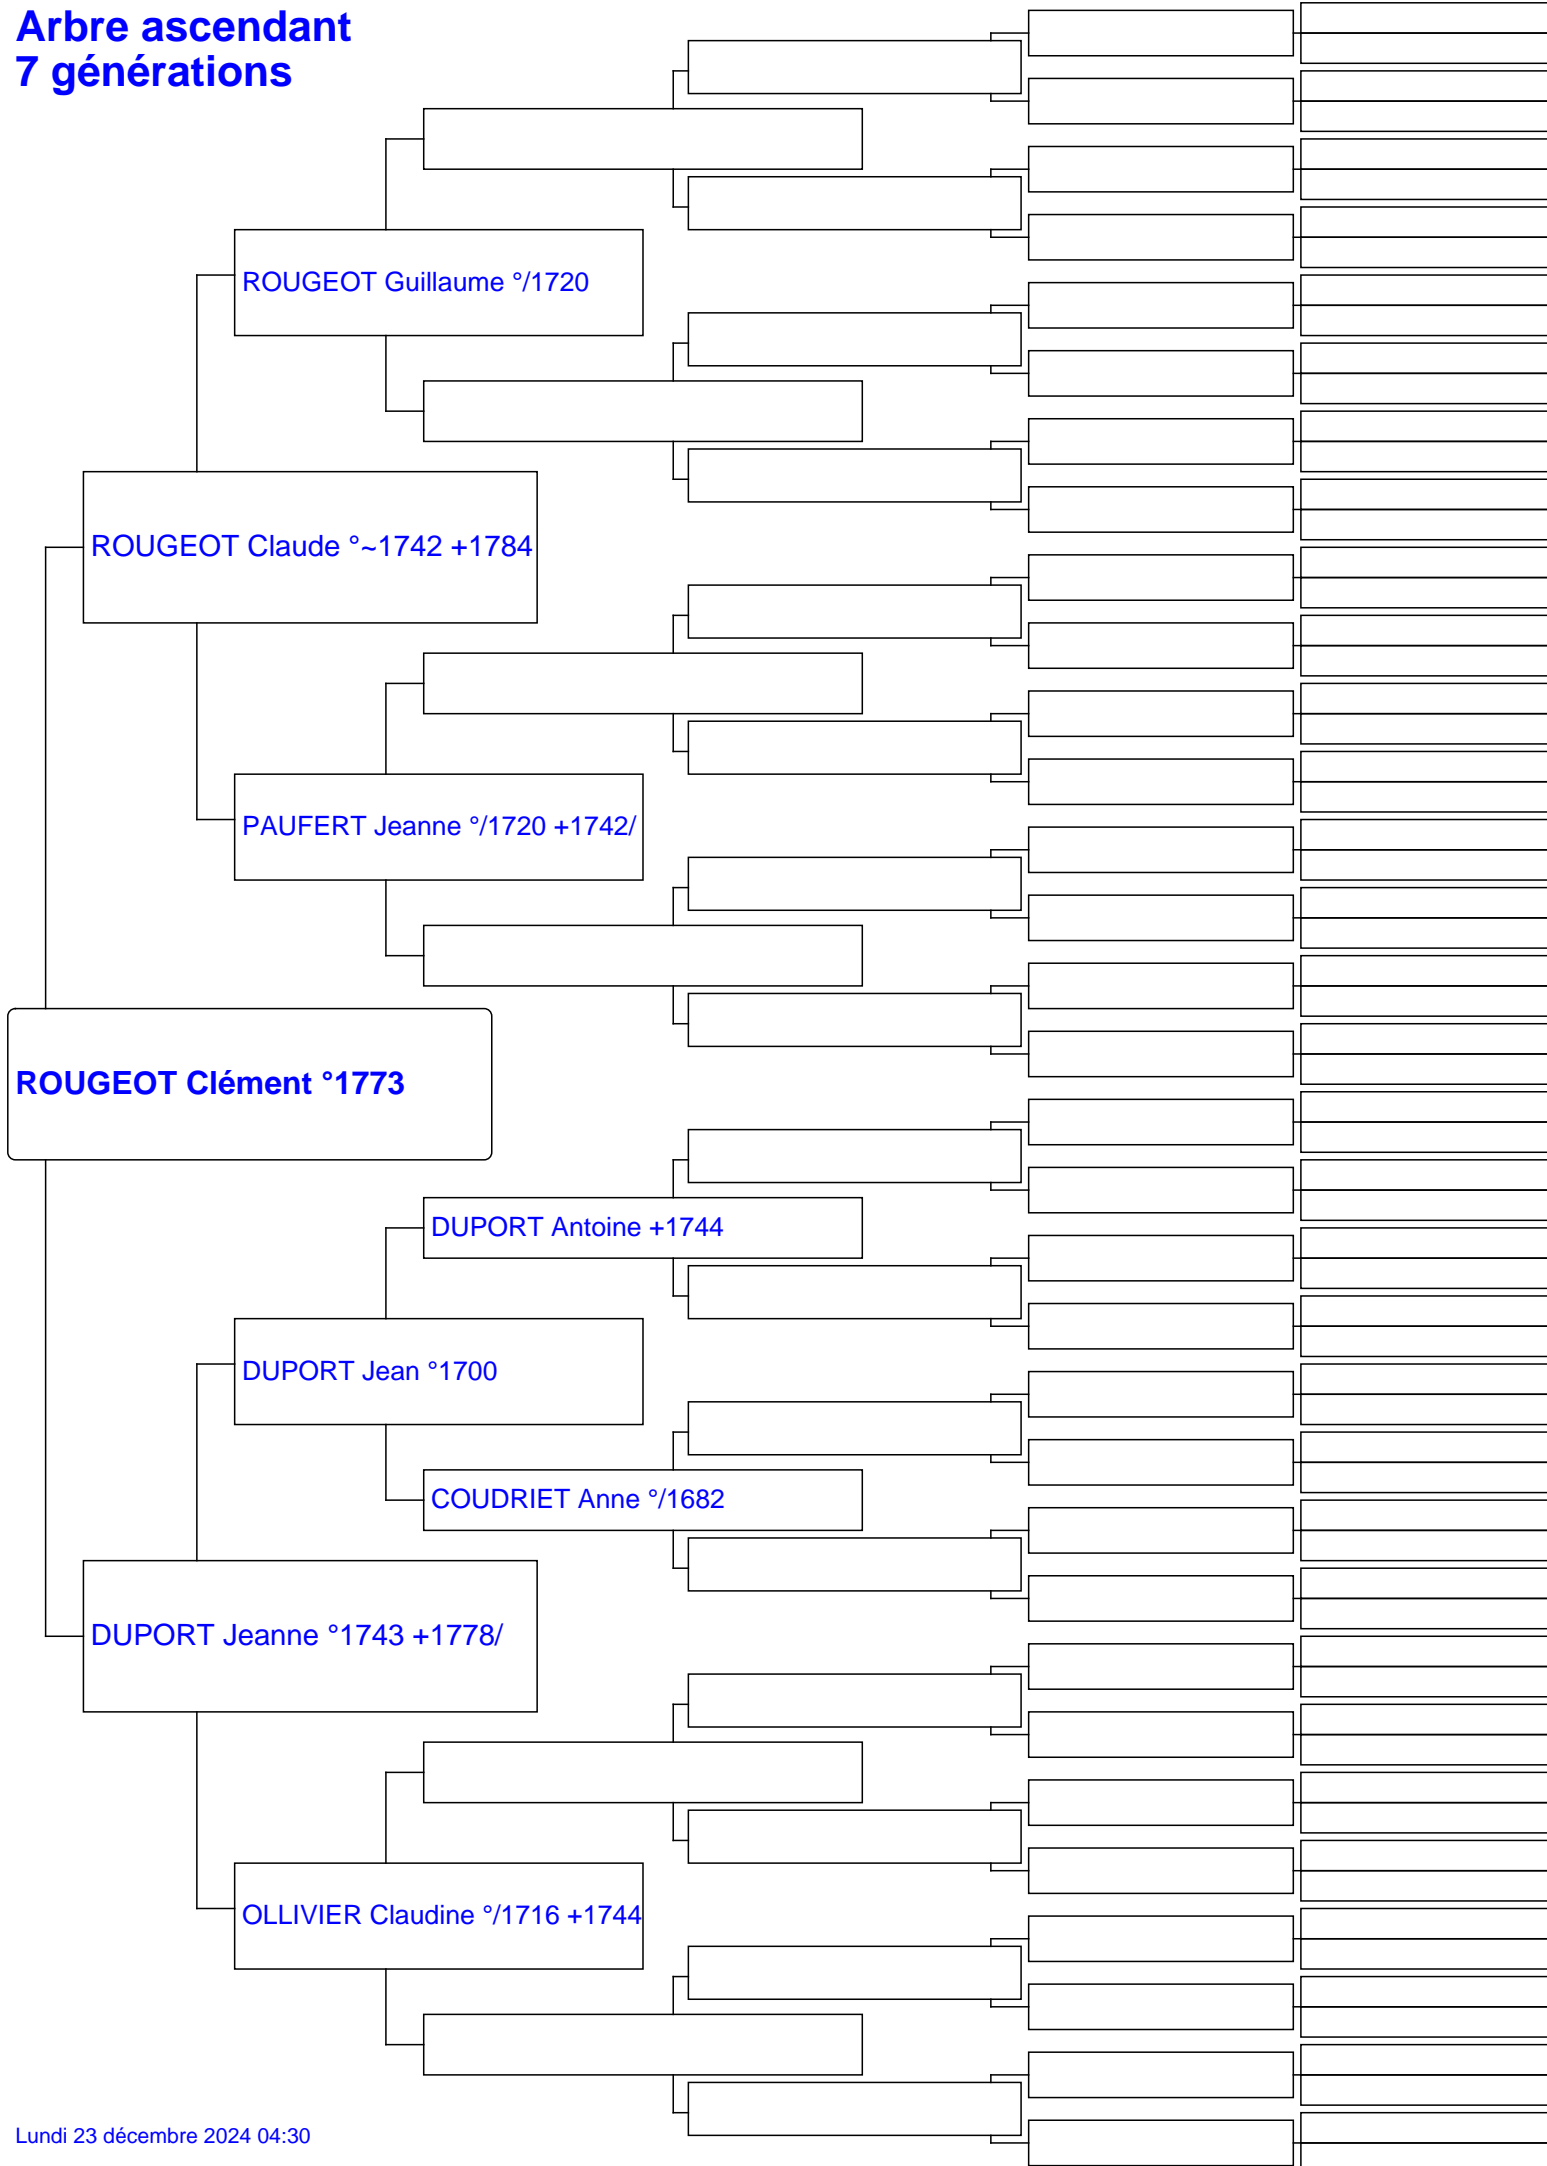 Arbre ascendant
7 générations
ROUGEOT Guillaume °/1720
ROUGEOT Claude °~1742 +1784
PAUFERT Jeanne °/1720 +1742/
ROUGEOT Clément °1773
DUPORT Antoine +1744
DUPORT Jean °1700
COUDRIET Anne °/1682
DUPORT Jeanne °1743 +1778/
OLLIVIER Claudine °/1716 +1744
Lundi 23 décembre 2024 04:30